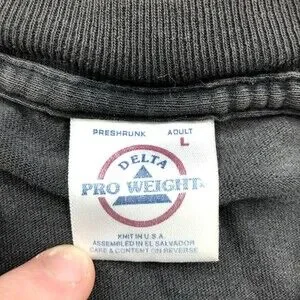 PRESHRUNK ADULT
L
DELTA
PRO WEIGHT
KNIT IN U.S.A.
ASSEMBLED IN EL SALVADOR
CARE & CONTENT ON REVERSE